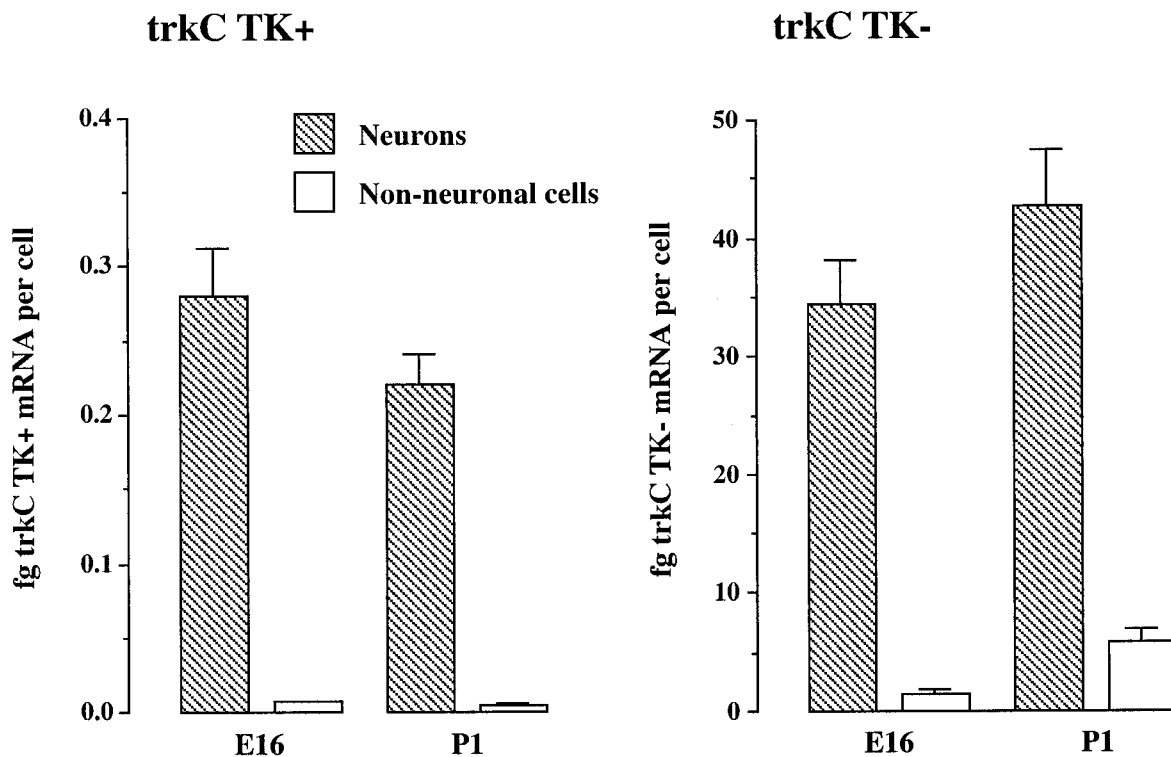 trkC TK+
trkC TK-
fg trkC TK+ mRNA per cell
0.4
0.3
0.2
0.1
0.0
Neurons
Non-neuronal cells
E16
P1
fg trkC TK- mRNA per cell
50
40
30
20
10
0
E16
P1